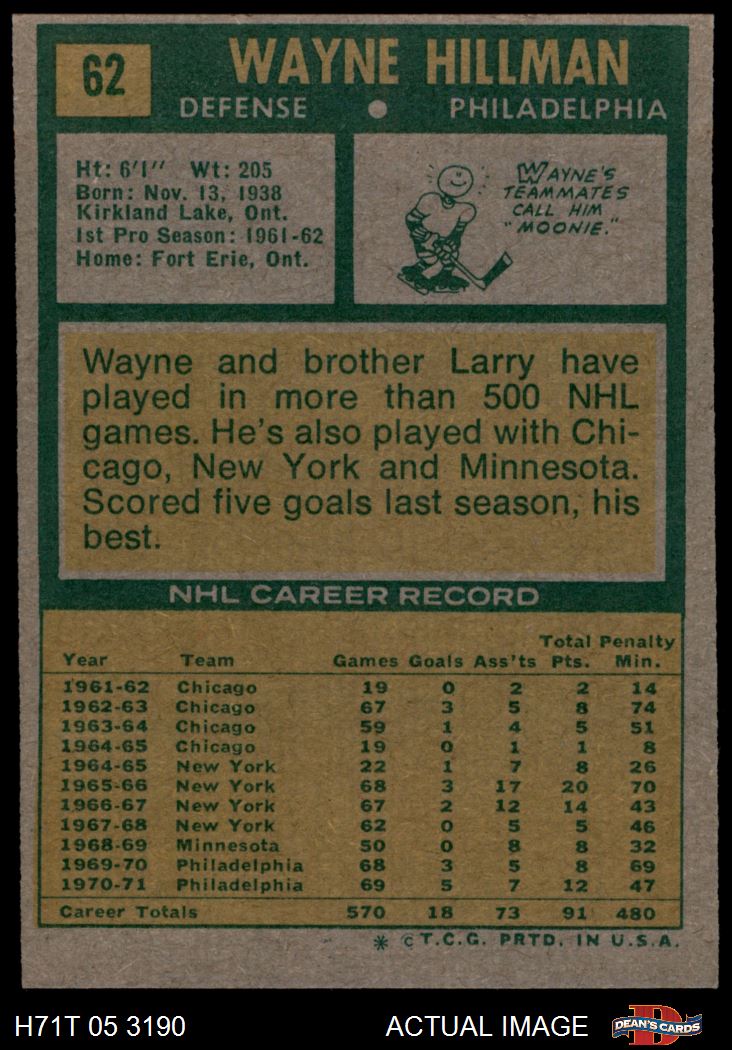 62
WAYNE HILLMAN
DEFENSE • PHILADELPHIA
Ht: 6'1" Wt: 205
Born: Nov. 13, 1938
Kirkland Lake, Ont.
1st Pro Season: 1961-62
Home: Fort Erie, Ont.
WAYNE'S
TEAMMATES
CALL HIM
"MOONIE."
Wayne and brother Larry have
played in more than 500 NHL
games. He's also played with Chi-
cago, New York and Minnesota.
Scored five goals last season, his
best.
NHL CAREER RECORD
Total Penalty
Year Team Games Goals Ass'ts Pts. Min.
1961-62 Chicago 19 0 2 2 14
1962-63 Chicago 67 3 5 8 74
1963-64 Chicago 59 1 4 5 51
1964-65 Chicago 19 0 1 1 8
1964-65 New York 22 1 7 8 26
1965-66 New York 68 3 17 20 70
1966-67 New York 67 2 12 14 43
1967-68 New York 62 0 5 5 46
1968-69 Minnesota 50 0 8 8 32
1969-70 Philadelphia 68 3 5 8 69
1970-71 Philadelphia 69 5 7 12 47
Career Totals 570 18 73 91 480
* © T.C.G. PRTD. IN U.S.A.
H71T 05 3190 ACTUAL IMAGE
D
DEAN'S CARDS